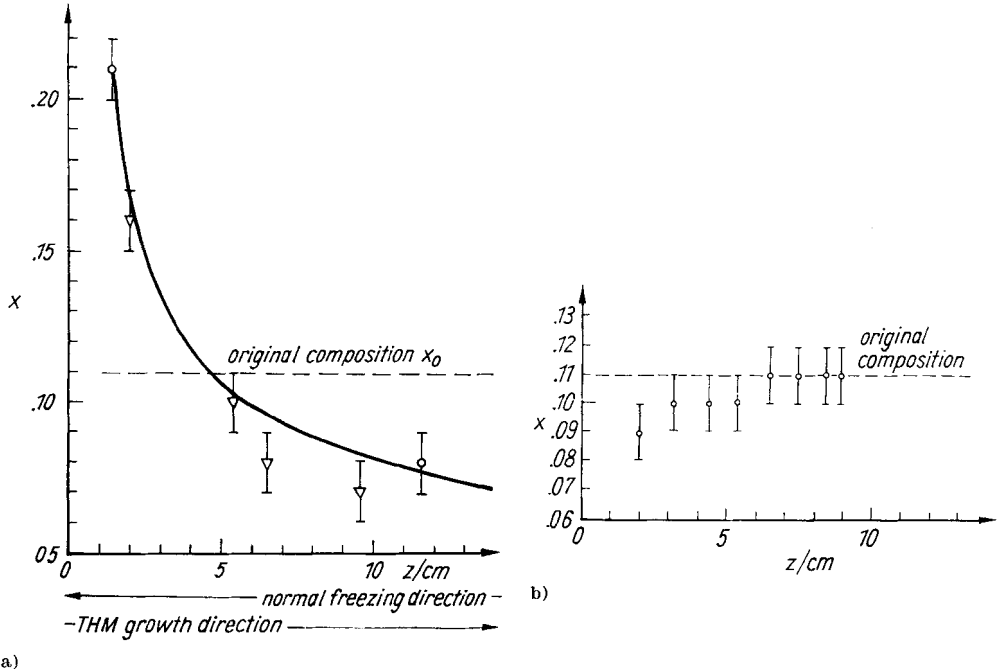 .20
.15
x
original composition x₀
.10
05
0
5
10
z/cm
normal freezing direction
THM growth direction
a)
.13
.12
.11
.10
x
.09
.08
.07
.06
original
composition
0
5
10
z/cm
b)